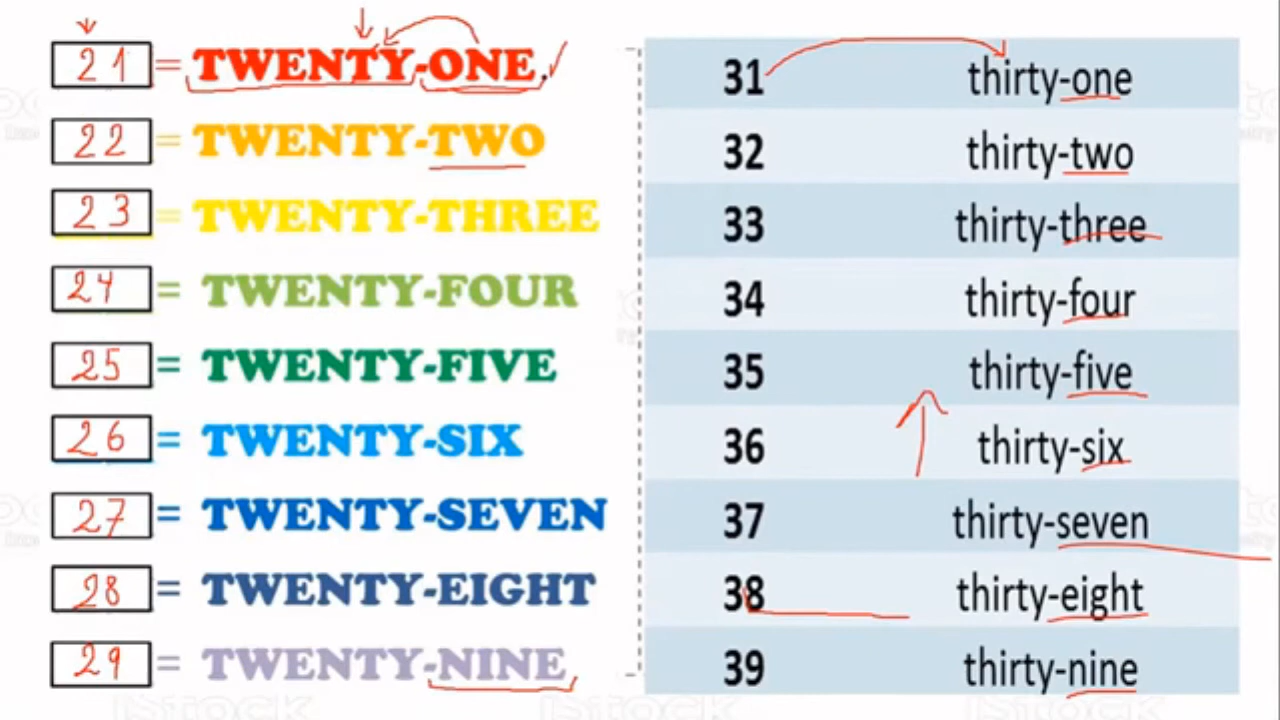 21 = TWENTY-ONE.
22 = TWENTY-TWO
23 = TWENTY-THREE
24 = TWENTY-FOUR
25 = TWENTY-FIVE
26 = TWENTY-SIX
27 = TWENTY-SEVEN
28 = TWENTY-EIGHT
29 = TWENTY-NINE
31 thirty-one
32 thirty-two
33 thirty-three
34 thirty-four
35 thirty-five
36 thirty-six
37 thirty-seven
38 thirty-eight
39 thirty-nine
iStock
iStock